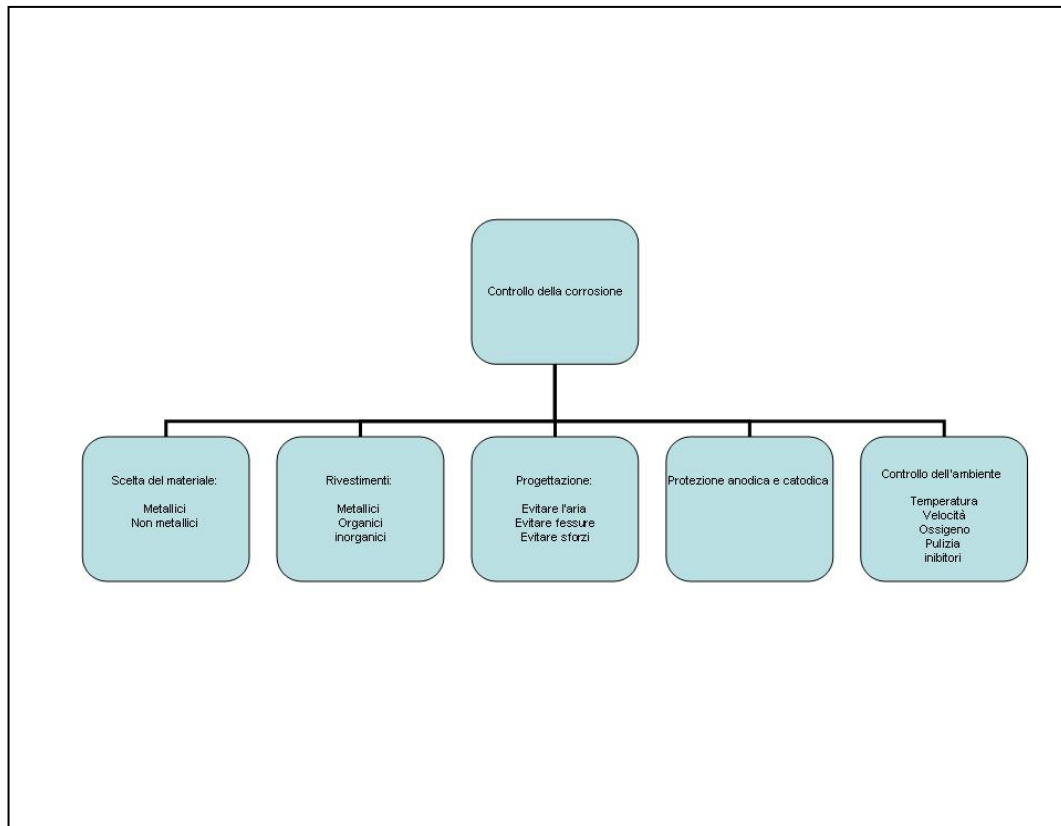 Controllo della corrosione
Scelta del materiale:
Metallici
Non metallici
Rivestimenti:
Metallici
Organici
inorganici
Progettazione:
Evitare l'aria
Evitare fessure
Evitare sforzi
Protezione anodica e catodica
Controllo dell'ambiente
Temperatura
Velocità
Ossigeno
Pulizia
inibitori